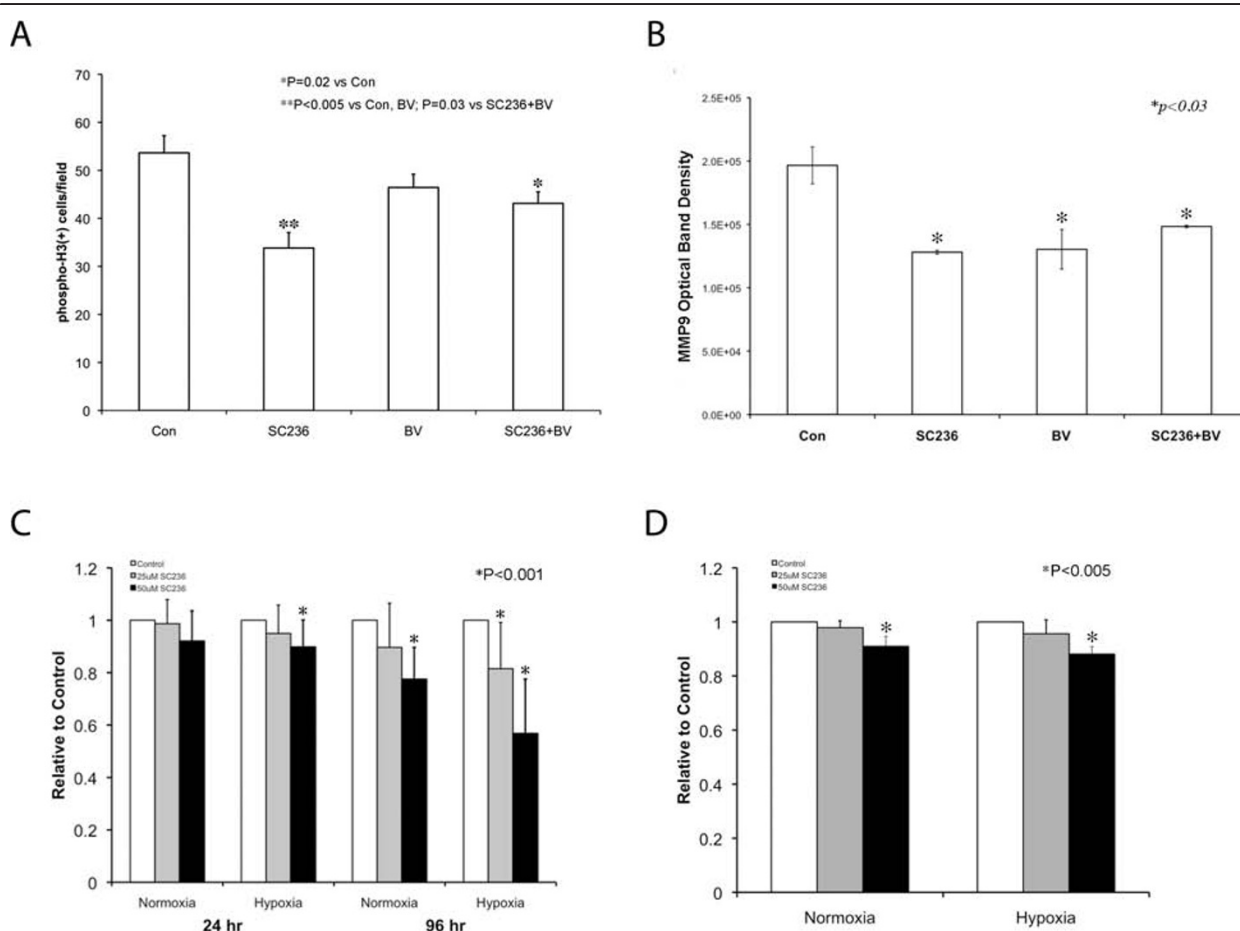 A
*P=0.02 vs Con
**P<0.005 vs Con, BV; P=0.03 vs SC236+BV
phospho-H3(+) cells/field
70
60
50
40
30
20
10
0
**
*
Con SC236 BV SC236+BV
B
*p<0.03
MMP9 Optical Band Density
2.5E+05
2.0E+05
1.5E+05
1.0E+05
5.0E+04
0.0E+00
* * *
Con SC236 BV SC236+BV
C
Control
25uM SC236
50uM SC236
*P<0.001
Relative to Control
1.2
1
0.8
0.6
0.4
0.2
0
* * * *
Normoxia Hypoxia Normoxia Hypoxia
24 hr 96 hr
D
Control
25uM SC236
50uM SC236
*P<0.005
Relative to Control
1.2
1
0.8
0.6
0.4
0.2
0
* *
Normoxia Hypoxia